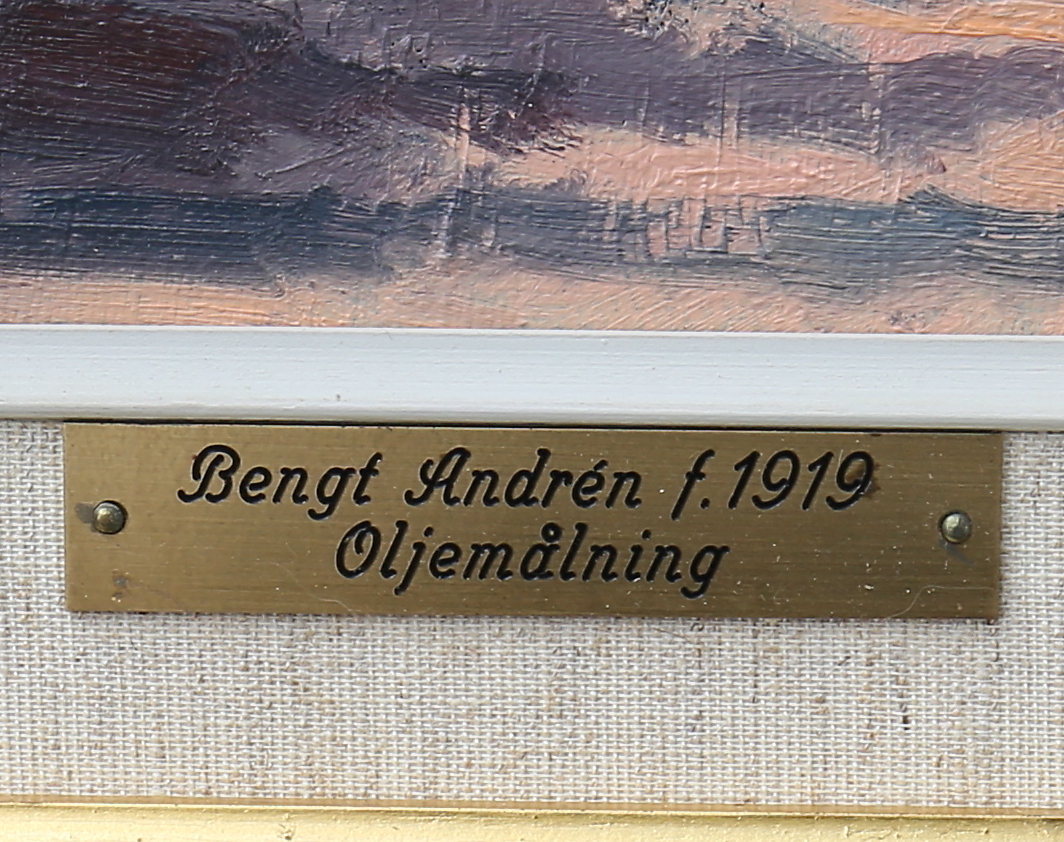 Bengt Andrén f. 1919
Oljemålning